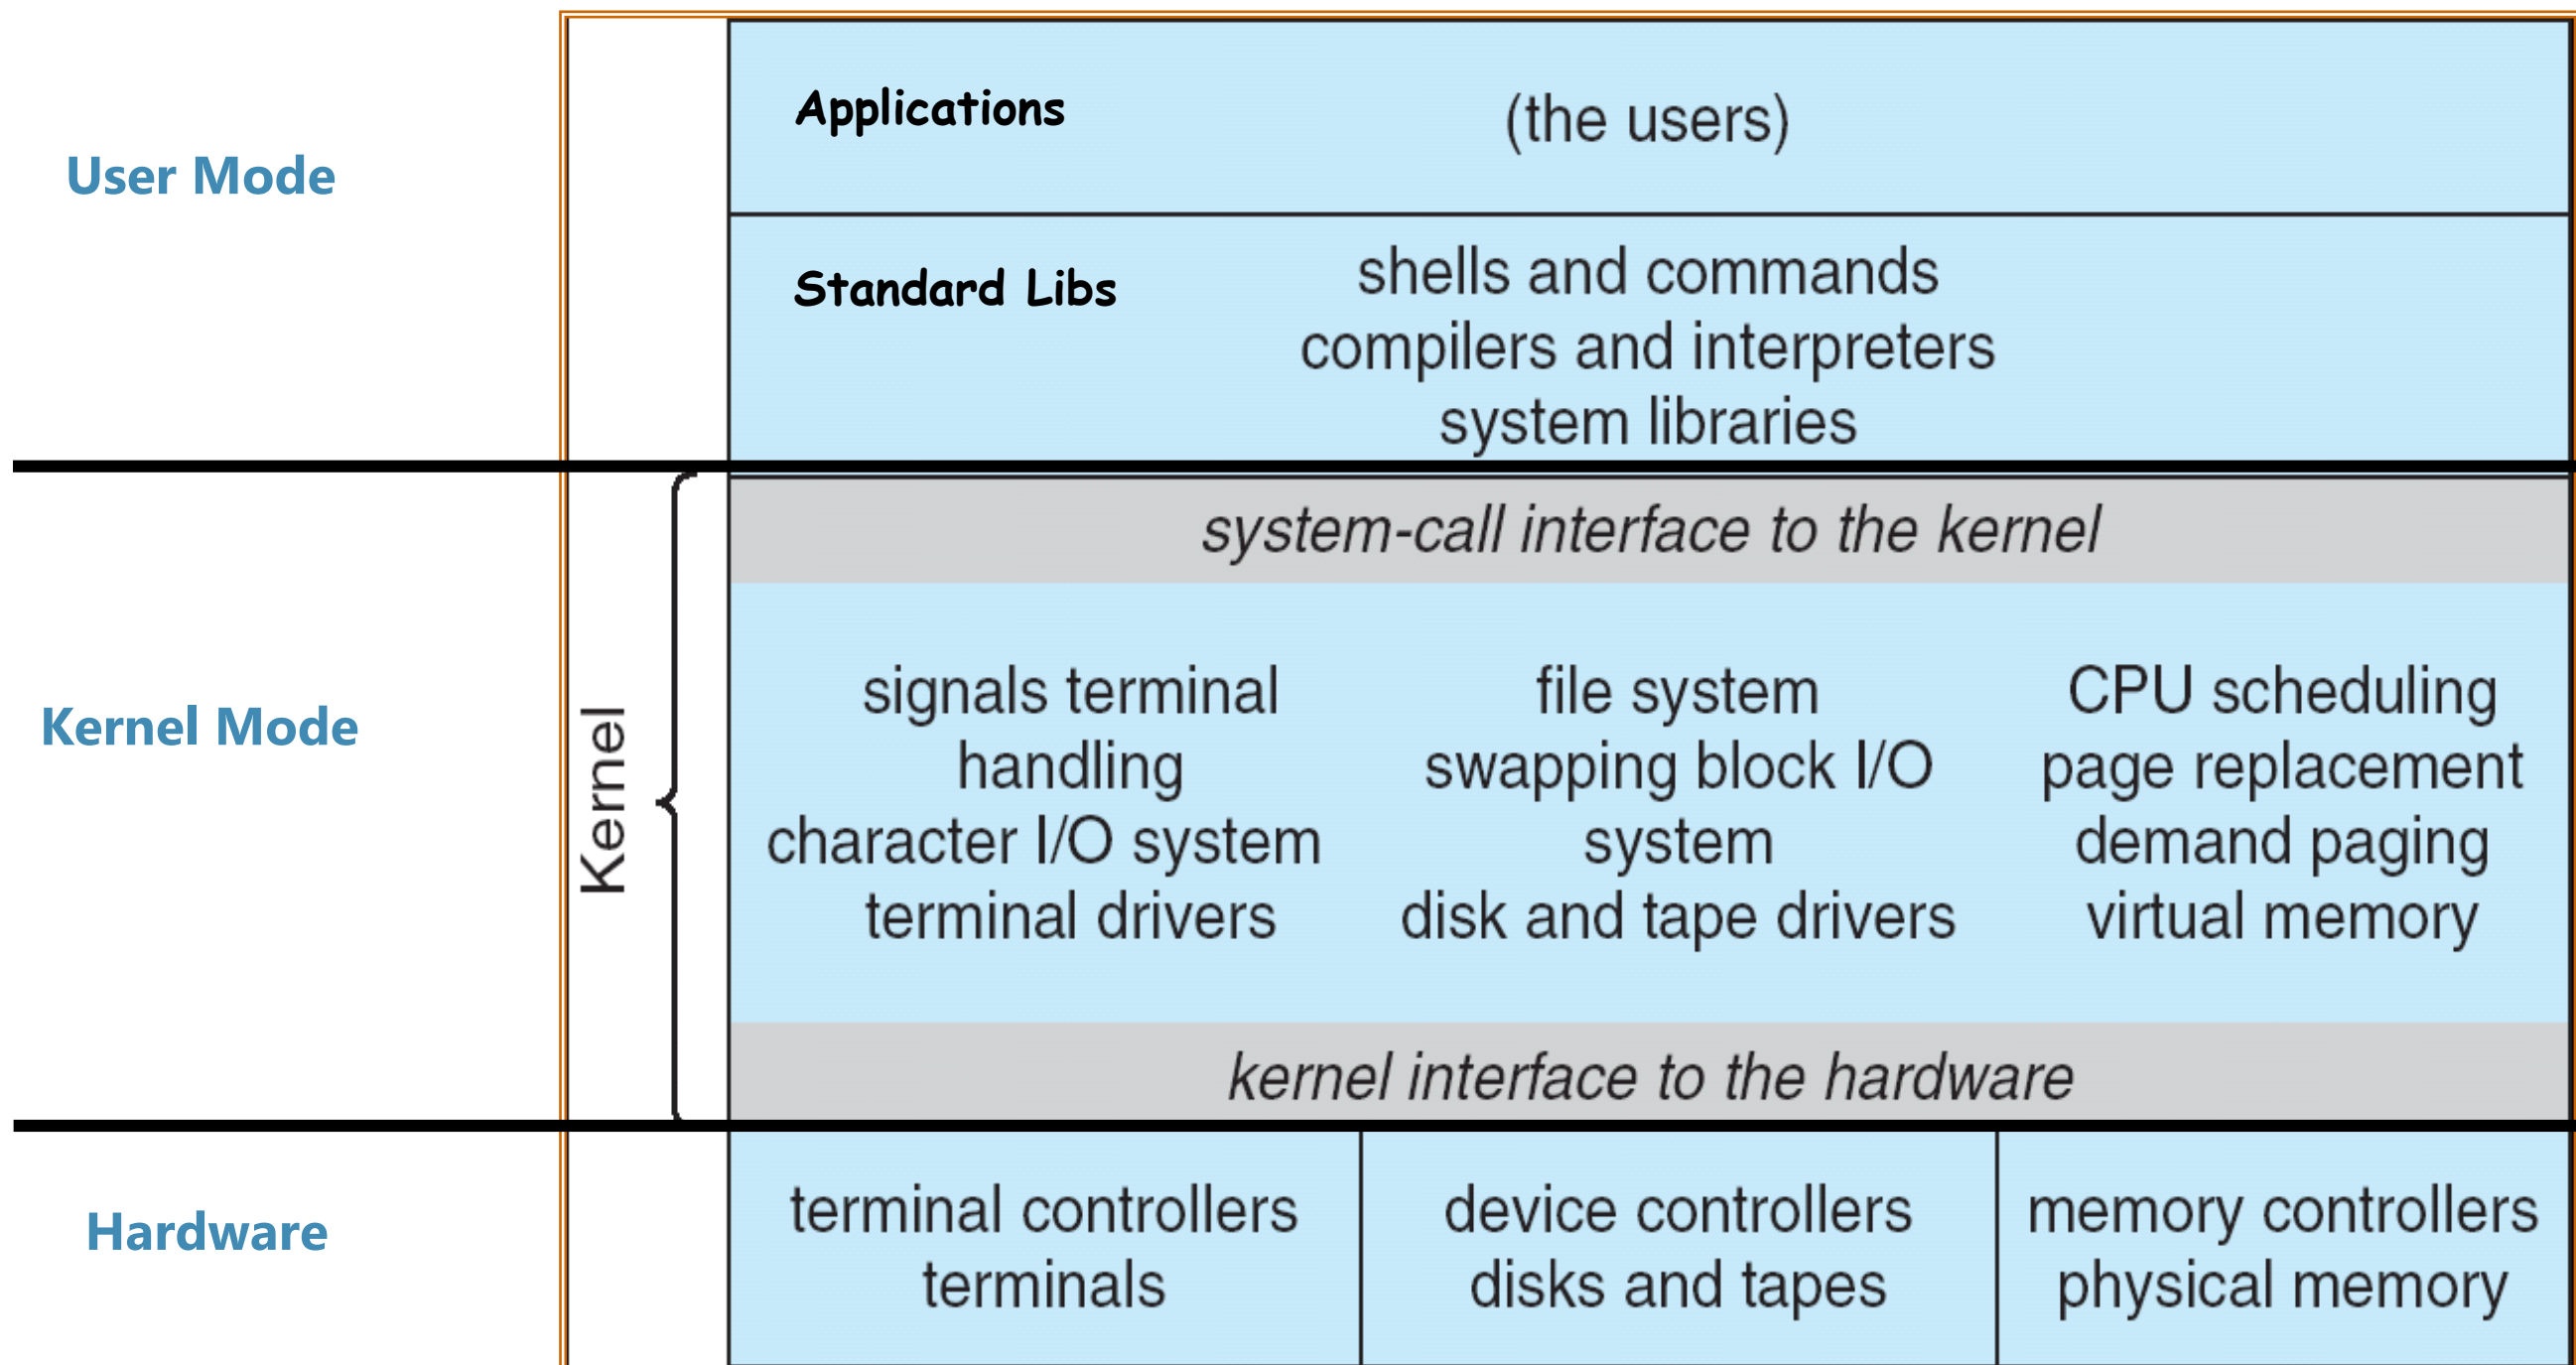 User Mode
Applications
(the users)
Standard Libs
shells and commands
compilers and interpreters
system libraries
Kernel Mode
Kernel
system-call interface to the kernel
signals terminal
handling
character I/O system
terminal drivers
file system
swapping block I/O
system
disk and tape drivers
CPU scheduling
page replacement
demand paging
virtual memory
kernel interface to the hardware
Hardware
terminal controllers
terminals
device controllers
disks and tapes
memory controllers
physical memory